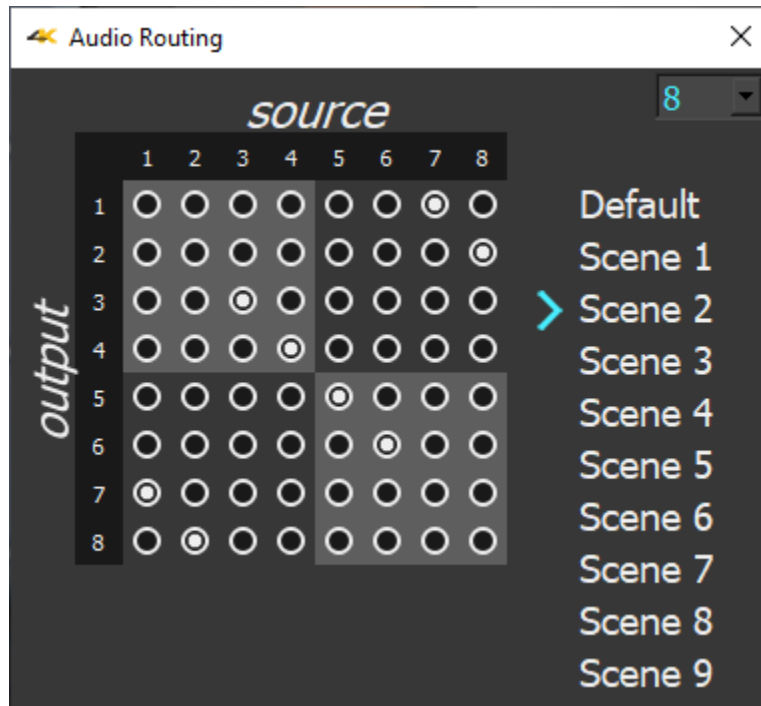 4K Audio Routing
8
source
1 2 3 4 5 6 7 8
output
1
2
3
4
5
6
7
8
Default
Scene 1
Scene 2
Scene 3
Scene 4
Scene 5
Scene 6
Scene 7
Scene 8
Scene 9